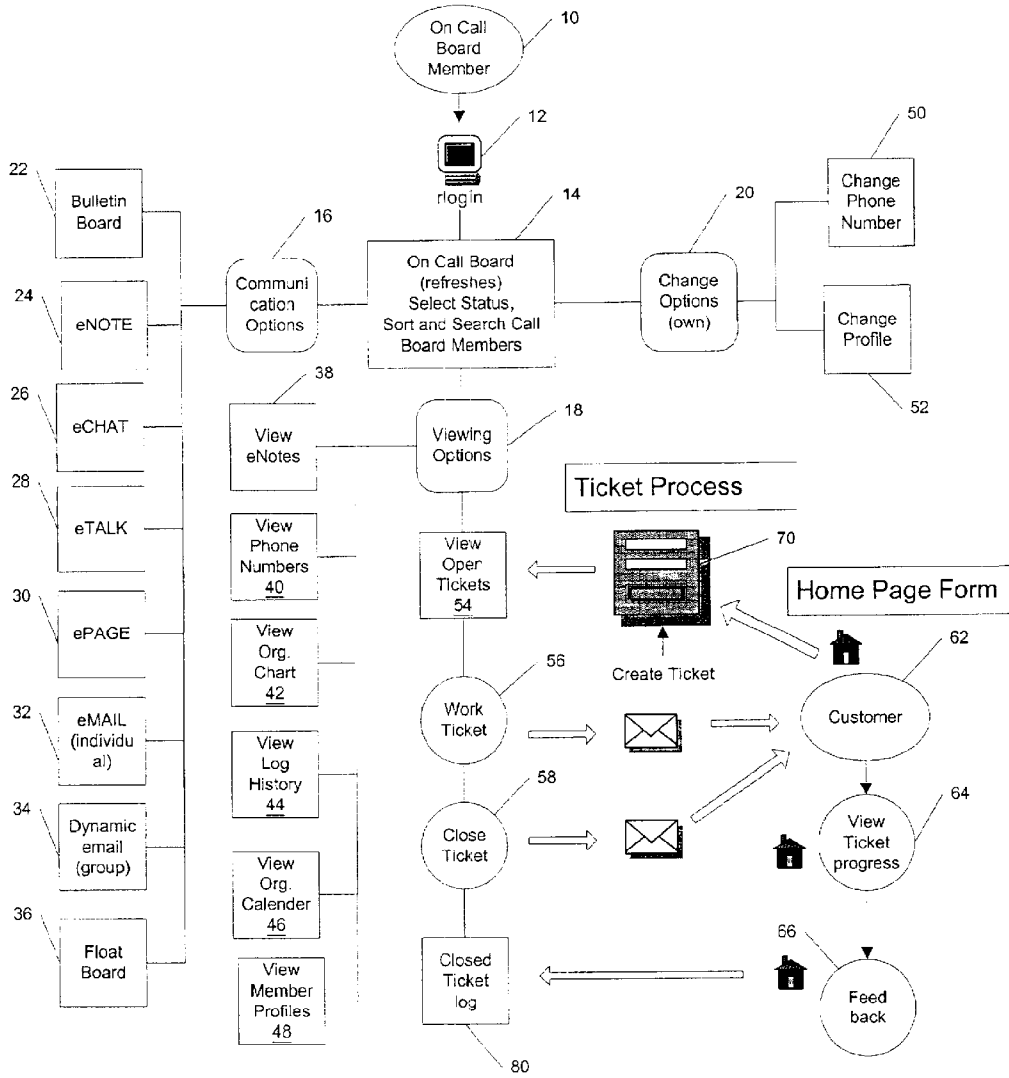 On Call
Board
Member
10
12
rlogin
22
Bulletin
Board
16
Communi
cation
Options
14
On Call Board
(refreshes)
Select Status,
Sort and Search Call
Board Members
20
Change
Options
(own)
50
Change
Phone
Number
Change
Profile
52
24
eNOTE
26
eCHAT
28
eTALK
30
ePAGE
32
eMAIL
(individu
al)
34
Dynamic
email
(group)
36
Float
Board
38
View
eNotes
18
Viewing
Options
View
Phone
Numbers
40
View
Org.
Chart
42
View
Log
History
44
View
Org.
Calender
46
View
Member
Profiles
48
View
Open
Tickets
54
Ticket Process
70
Create Ticket
Home Page Form
56
Work
Ticket
62
Customer
58
Close
Ticket
64
View
Ticket
progress
Closed
Ticket
log
80
66
Feed
back